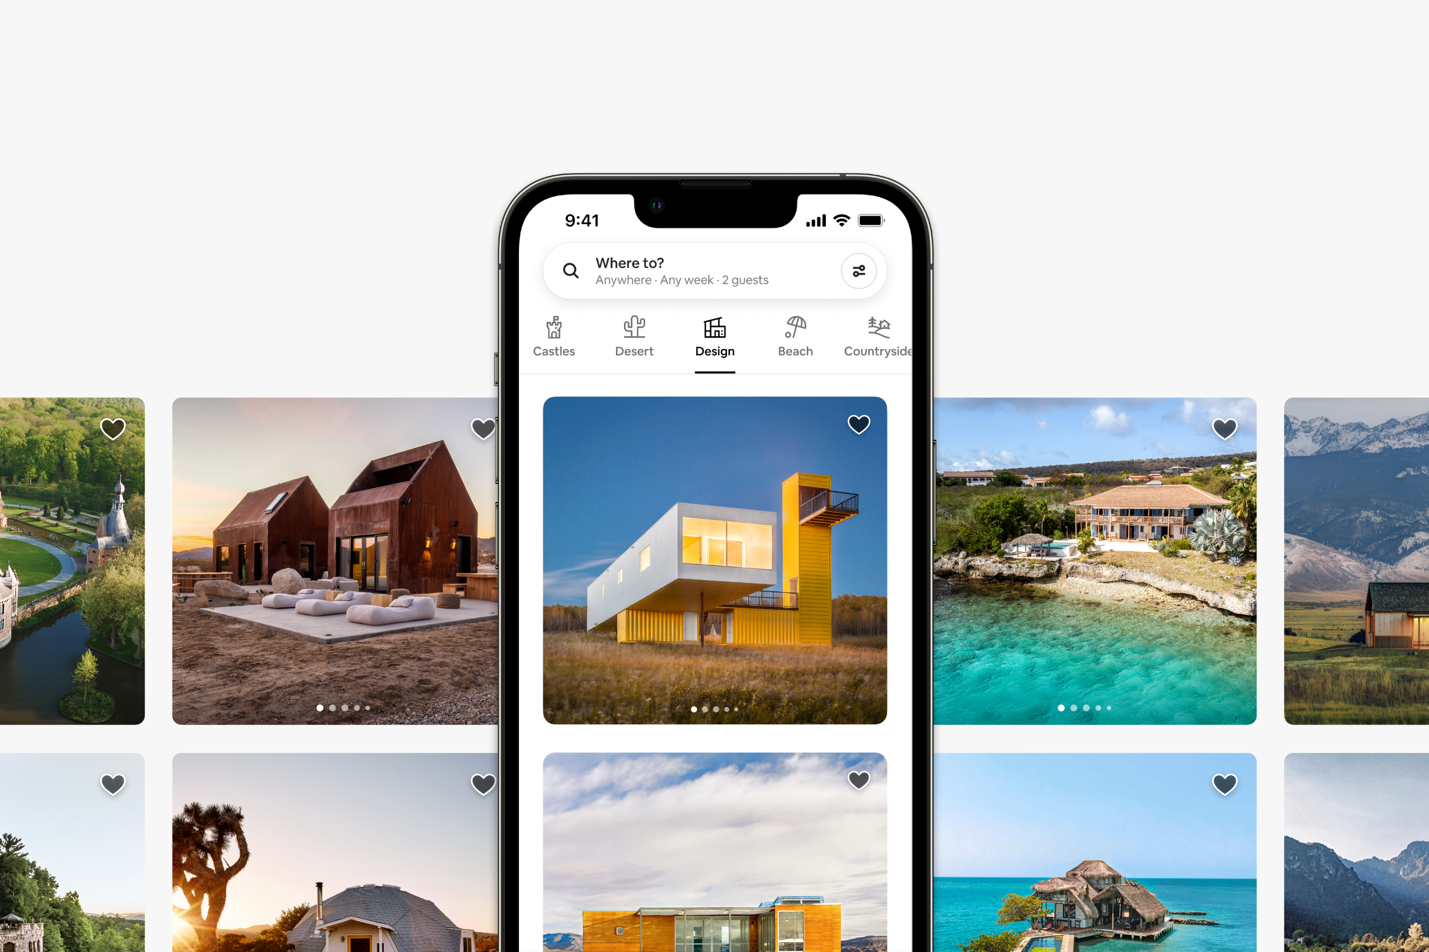 9:41
Where to?
Anywhere · Any week · 2 guests
Castles
Desert
Design
Beach
Countryside